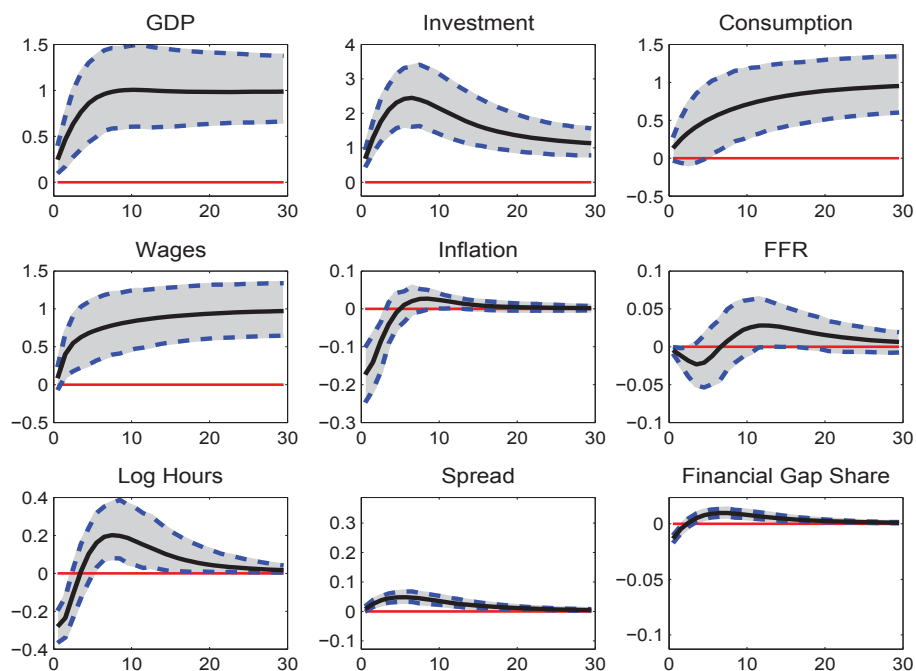 GDP Investment Consumption
1.5 4 1.5
1 3 1
0.5 2 0.5
0 1 0
0 −0.5
0 10 20 30 0 10 20 30 0 10 20 30
Wages Inflation FFR
1.5 0.1 0.1
1 0 0.05
0.5 −0.1 0
0 −0.2 −0.05
−0.5 −0.3 −0.1
0 10 20 30 0 10 20 30 0 10 20 30
Log Hours Spread Financial Gap Share
0.4 0.3 0
0.2 0.2 −0.05
0 0.1 −0.1
−0.2 0
−0.4 −0.1
0 10 20 30 0 10 20 30 0 10 20 30